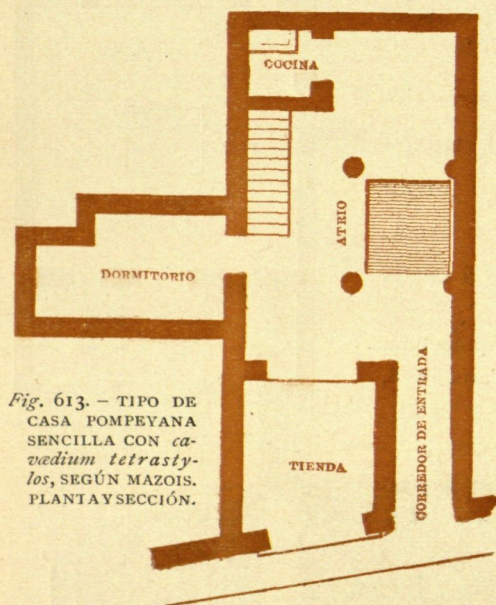 COCINA
ATRIO
DORMITORIO
CORREDOR DE ENTRADA
TIENDA
Fig. 613. – TIPO DE
CASA POMPEYANA
SENCILLA CON ca-
vædium tetrasty-
los, SEGÚN MAZOIS.
PLANTA Y SECCIÓN.